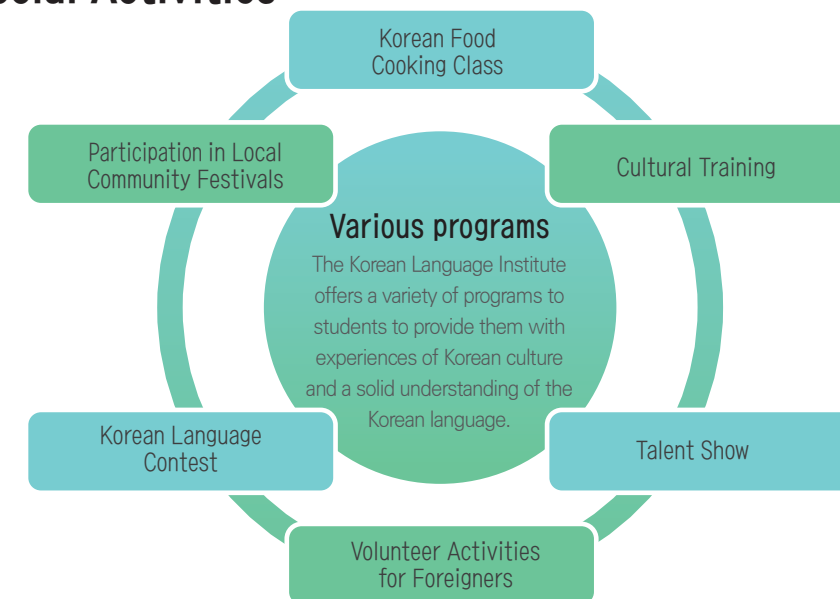 Activities
Korean Food
Cooking Class
Participation in Local
Community Festivals
Cultural Training
Various programs
The Korean Language Institute
offers a variety of programs to
students to provide them with
experiences of Korean culture
and a solid understanding of the
Korean language.
Korean Language
Contest
Talent Show
Volunteer Activities
for Foreigners